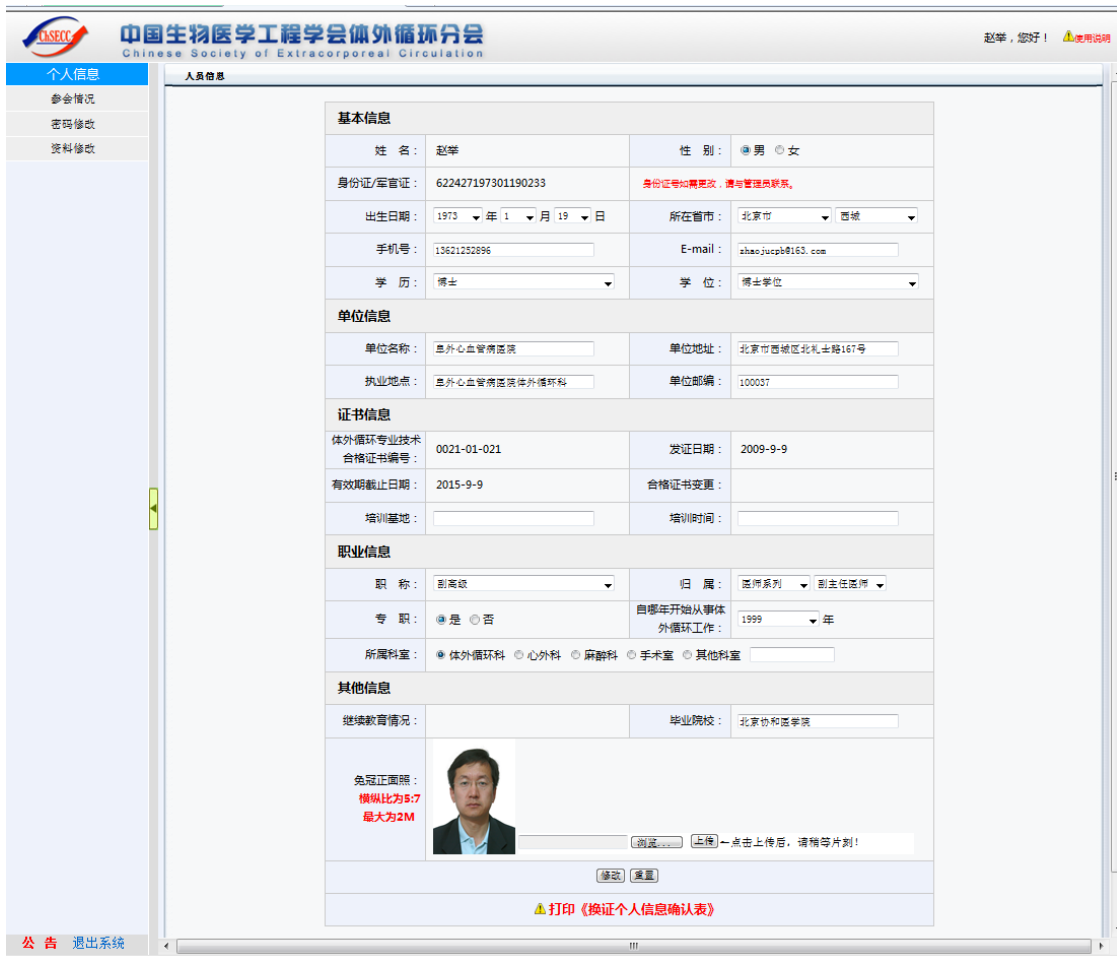 ChSECC
中国生物医学工程学会体外循环分会
Chinese Society of Extracorporeal Circulation
赵举，您好！ 使用说明
个人信息
参会情况
密码修改
资料修改
人员信息
基本信息
姓 名： 赵举 性 别： 男 女
身份证/军官证： 622427197301190233 身份证号如需更改，请与管理员联系。
出生日期： 1973 年 1 月 19 日 所在省市： 北京市 西城
手机号： 13621252896 E-mail： zhaojucpb@163.com
学 历： 博士 学 位： 博士学位
单位信息
单位名称： 阜外心血管病医院 单位地址： 北京市西城区北礼士路167号
执业地点： 阜外心血管病医院体外循环科 单位邮编： 100037
证书信息
体外循环专业技术
合格证书编号： 0021-01-021 发证日期： 2009-9-9
有效期截止日期： 2015-9-9 合格证书变更：
培训基地： 培训时间：
职业信息
职 称： 副高级 归 属： 医师系列 副主任医师
专 职： 是 否 自哪年开始从事体
外循环工作： 1999 年
所属科室： 体外循环科 心外科 麻醉科 手术室 其他科室
其他信息
继续教育情况： 毕业院校： 北京协和医学院
免冠正面照：
横纵比为5:7
最大为2M
浏览... 上传 ←点击上传后，请稍等片刻！
修改 重置
打印《换证个人信息确认表》
公 告 退出系统